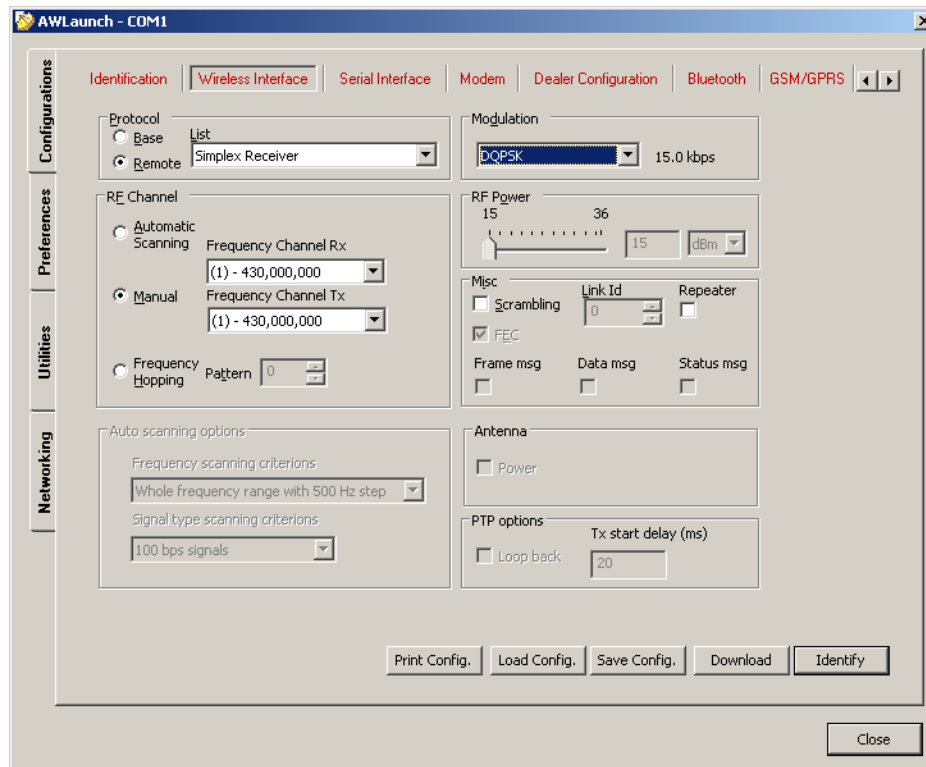 AWLaunch - COM1
Configurations
Preferences
Utilities
Networking
Identification Wireless Interface Serial Interface Modem Dealer Configuration Bluetooth GSM/GPRS
Protocol
Base
Remote
List
Simplex Receiver
Modulation
DQPSK 15.0 kbps
RF Channel
Automatic
Scanning
Frequency Channel Rx
(1) - 430,000,000
Manual
Frequency Channel Tx
(1) - 430,000,000
Frequency
Hopping
Pattern 0
RF Power
15 36
15 dBm
Misc
Scrambling
Link Id
0
Repeater
FEC
Frame msg Data msg Status msg
Auto scanning options
Frequency scanning criterions
Whole frequency range with 500 Hz step
Signal type scanning criterions
100 bps signals
Antenna
Power
PTP options
Loop back
Tx start delay (ms)
20
Print Config. Load Config. Save Config. Download Identify
Close